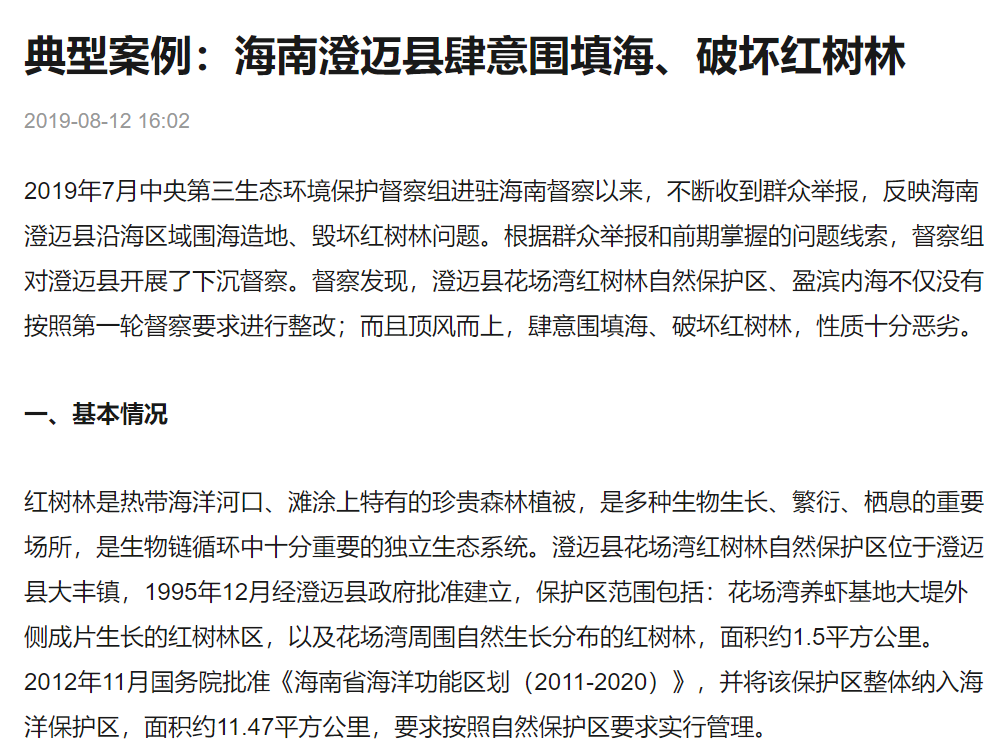 典型案例：海南澄迈县肆意围填海、破坏红树林
2019-08-12 16:02
2019年7月中央第三生态环境保护督察组进驻海南督察以来，不断收到群众举报，反映海南
澄迈县沿海区域围海造地、毁坏红树林问题。根据群众举报和前期掌握的问题线索，督察组
对澄迈县开展了下沉督察。督察发现，澄迈县花场湾红树林自然保护区、盈滨内海不仅没有
按照第一轮督察要求进行整改；而且顶风而上，肆意围填海、破坏红树林，性质十分恶劣。
一、基本情况
红树林是热带海洋河口、滩涂上特有的珍贵森林植被，是多种生物生长、繁衍、栖息的重要
场所，是生物链循环中十分重要的独立生态系统。澄迈县花场湾红树林自然保护区位于澄迈
县大丰镇，1995年12月经澄迈县政府批准建立，保护区范围包括：花场湾养虾基地大堤外
侧成片生长的红树林区，以及花场湾周围自然生长分布的红树林，面积约1.5平方公里。
2012年11月国务院批准《海南省海洋功能区划（2011-2020）》，并将该保护区整体纳入海
洋保护区，面积约11.47平方公里，要求按照自然保护区要求实行管理。